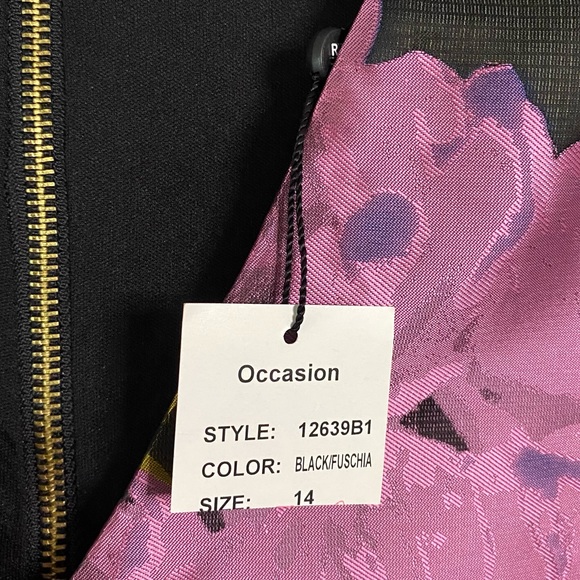 R
Occasion
STYLE: 12639B1
COLOR: BLACK/FUSCHIA
SIZE: 14